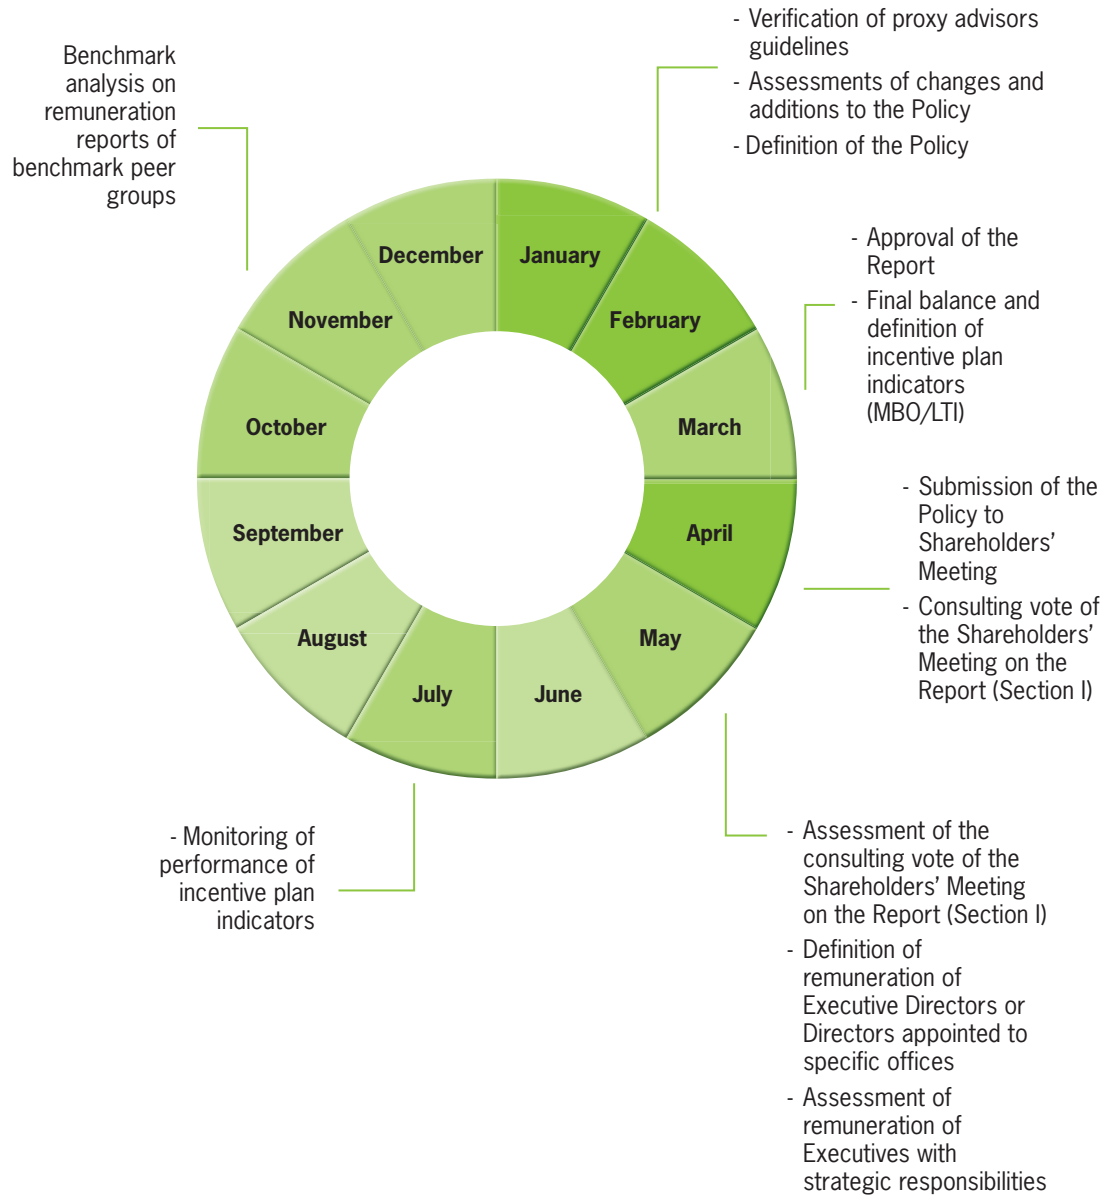 Benchmark
analysis on
remuneration
reports of
benchmark peer
groups
- Verification of proxy advisors
guidelines
- Assessments of changes and
additions to the Policy
- Definition of the Policy
- Approval of the
Report
- Final balance and
definition of
incentive plan
indicators
(MBO/LTI)
- Submission of the
Policy to
Shareholders’
Meeting
- Consulting vote of
the Shareholders’
Meeting on the
Report (Section I)
- Assessment of the
consulting vote of the
Shareholders’ Meeting
on the Report (Section I)
- Definition of
remuneration of
Executive Directors or
Directors appointed to
specific offices
- Assessment of
remuneration of
Executives with
strategic responsibilities
- Monitoring of
performance of
incentive plan
indicators
January
February
March
April
May
June
July
August
September
October
November
December